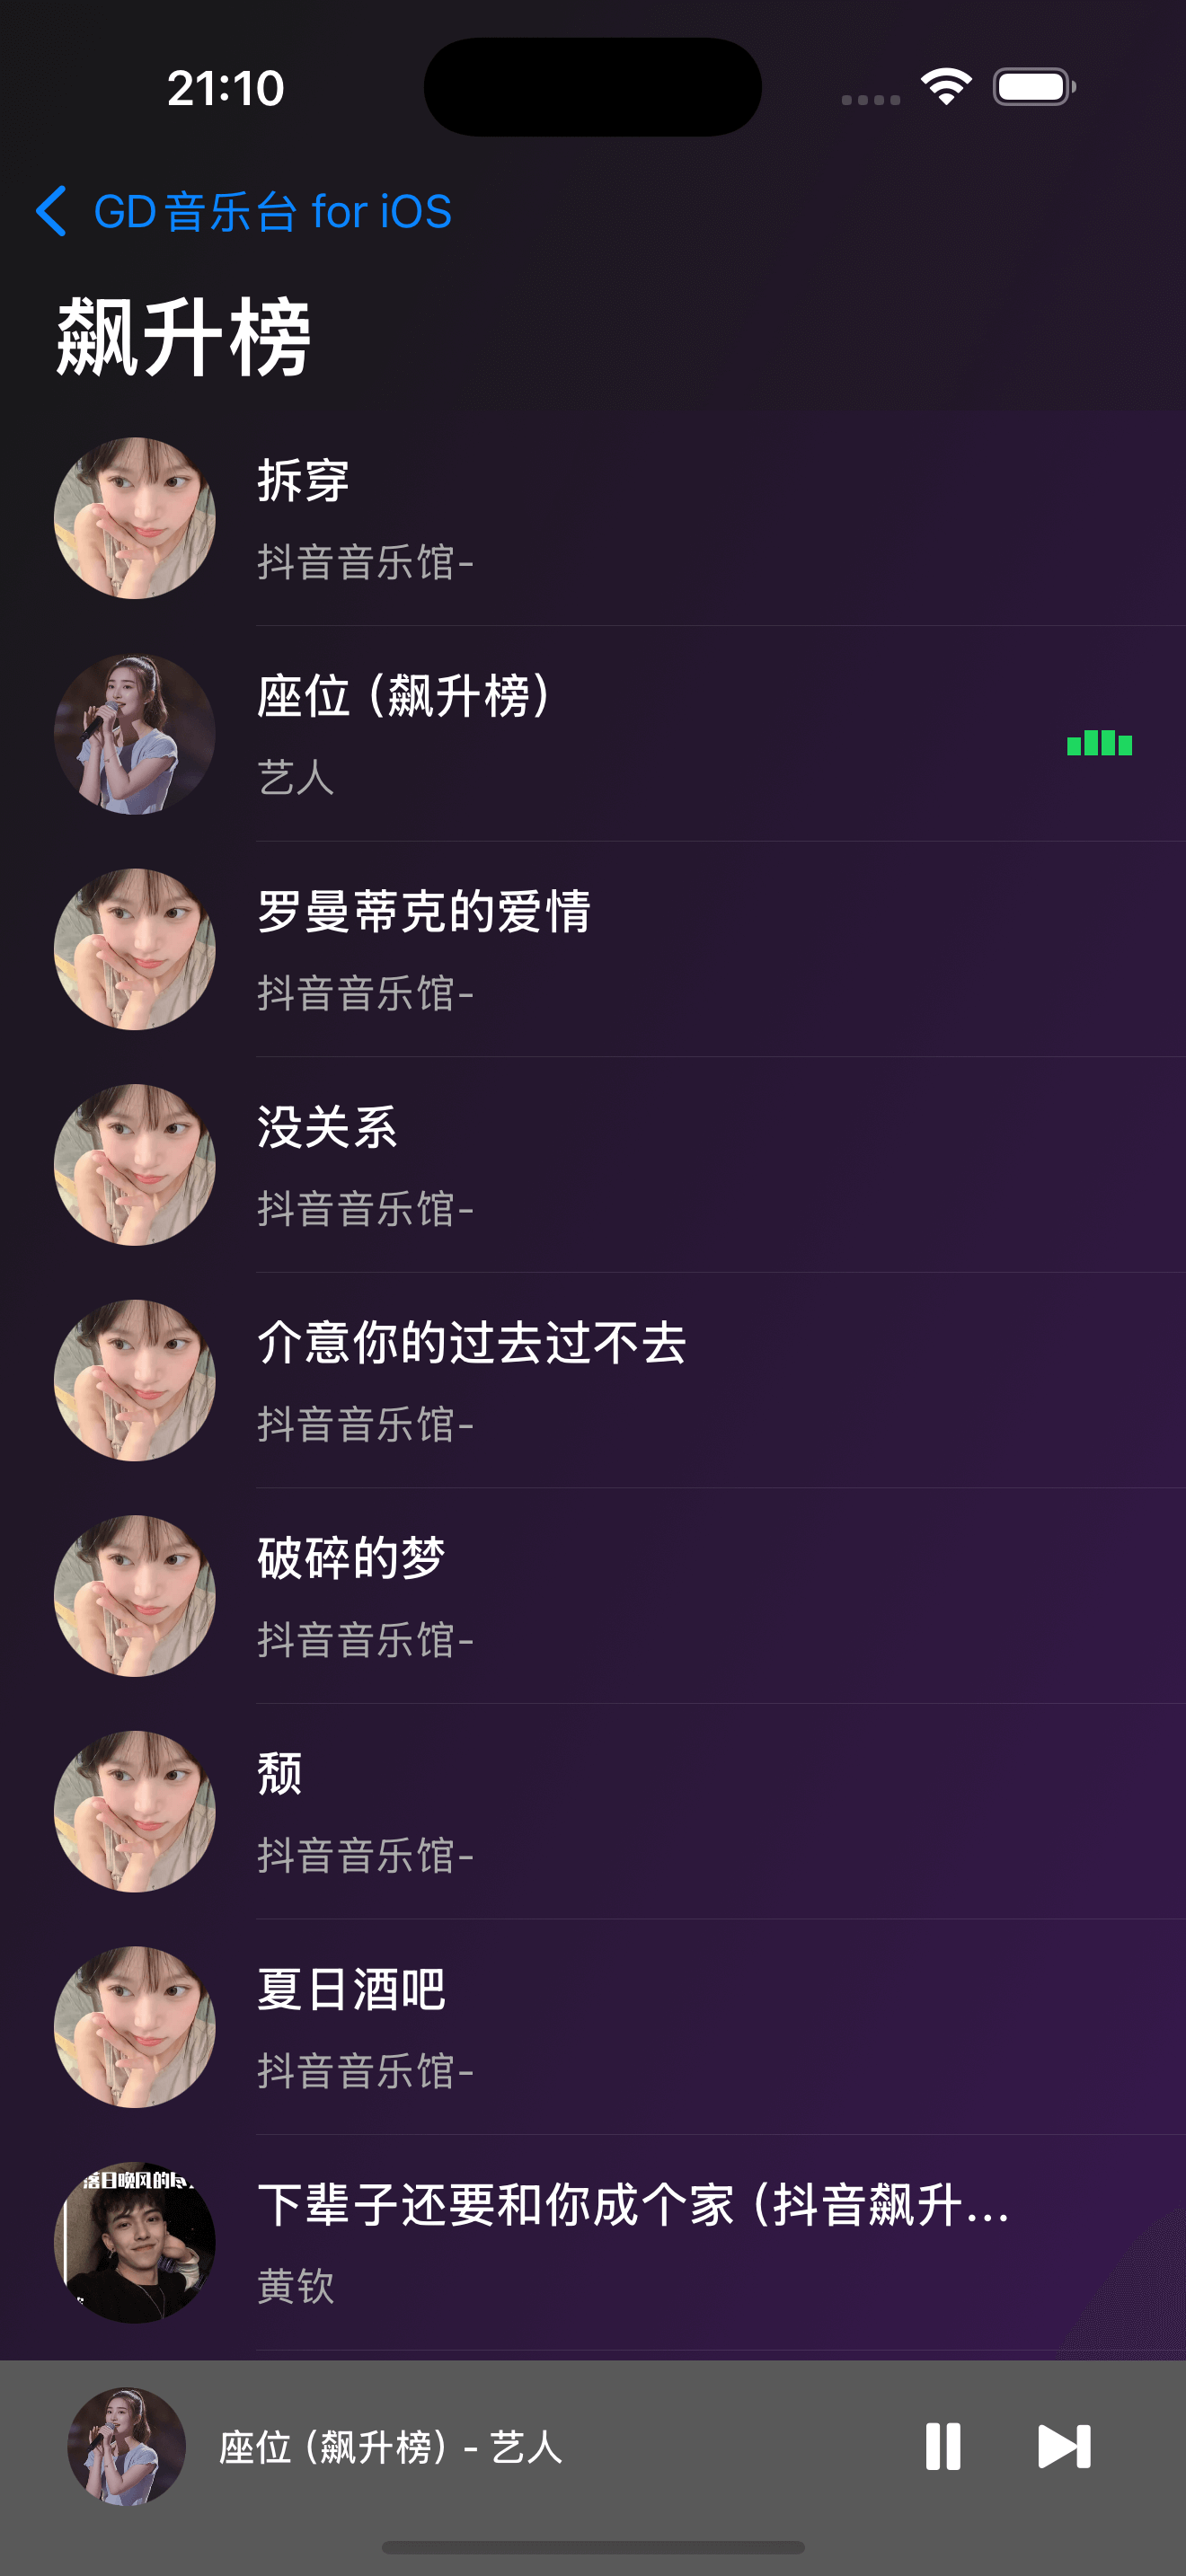 21:10
GD音乐台 for iOS
飙升榜
拆穿
抖音音乐馆-
座位 (飙升榜)
艺人
罗曼蒂克的爱情
抖音音乐馆-
没关系
抖音音乐馆-
介意你的过去过不去
抖音音乐馆-
破碎的梦
抖音音乐馆-
颓
抖音音乐馆-
夏日酒吧
抖音音乐馆-
落日晚风的
下辈子还要和你成个家 (抖音飙升...
黄钦
座位 (飙升榜) - 艺人